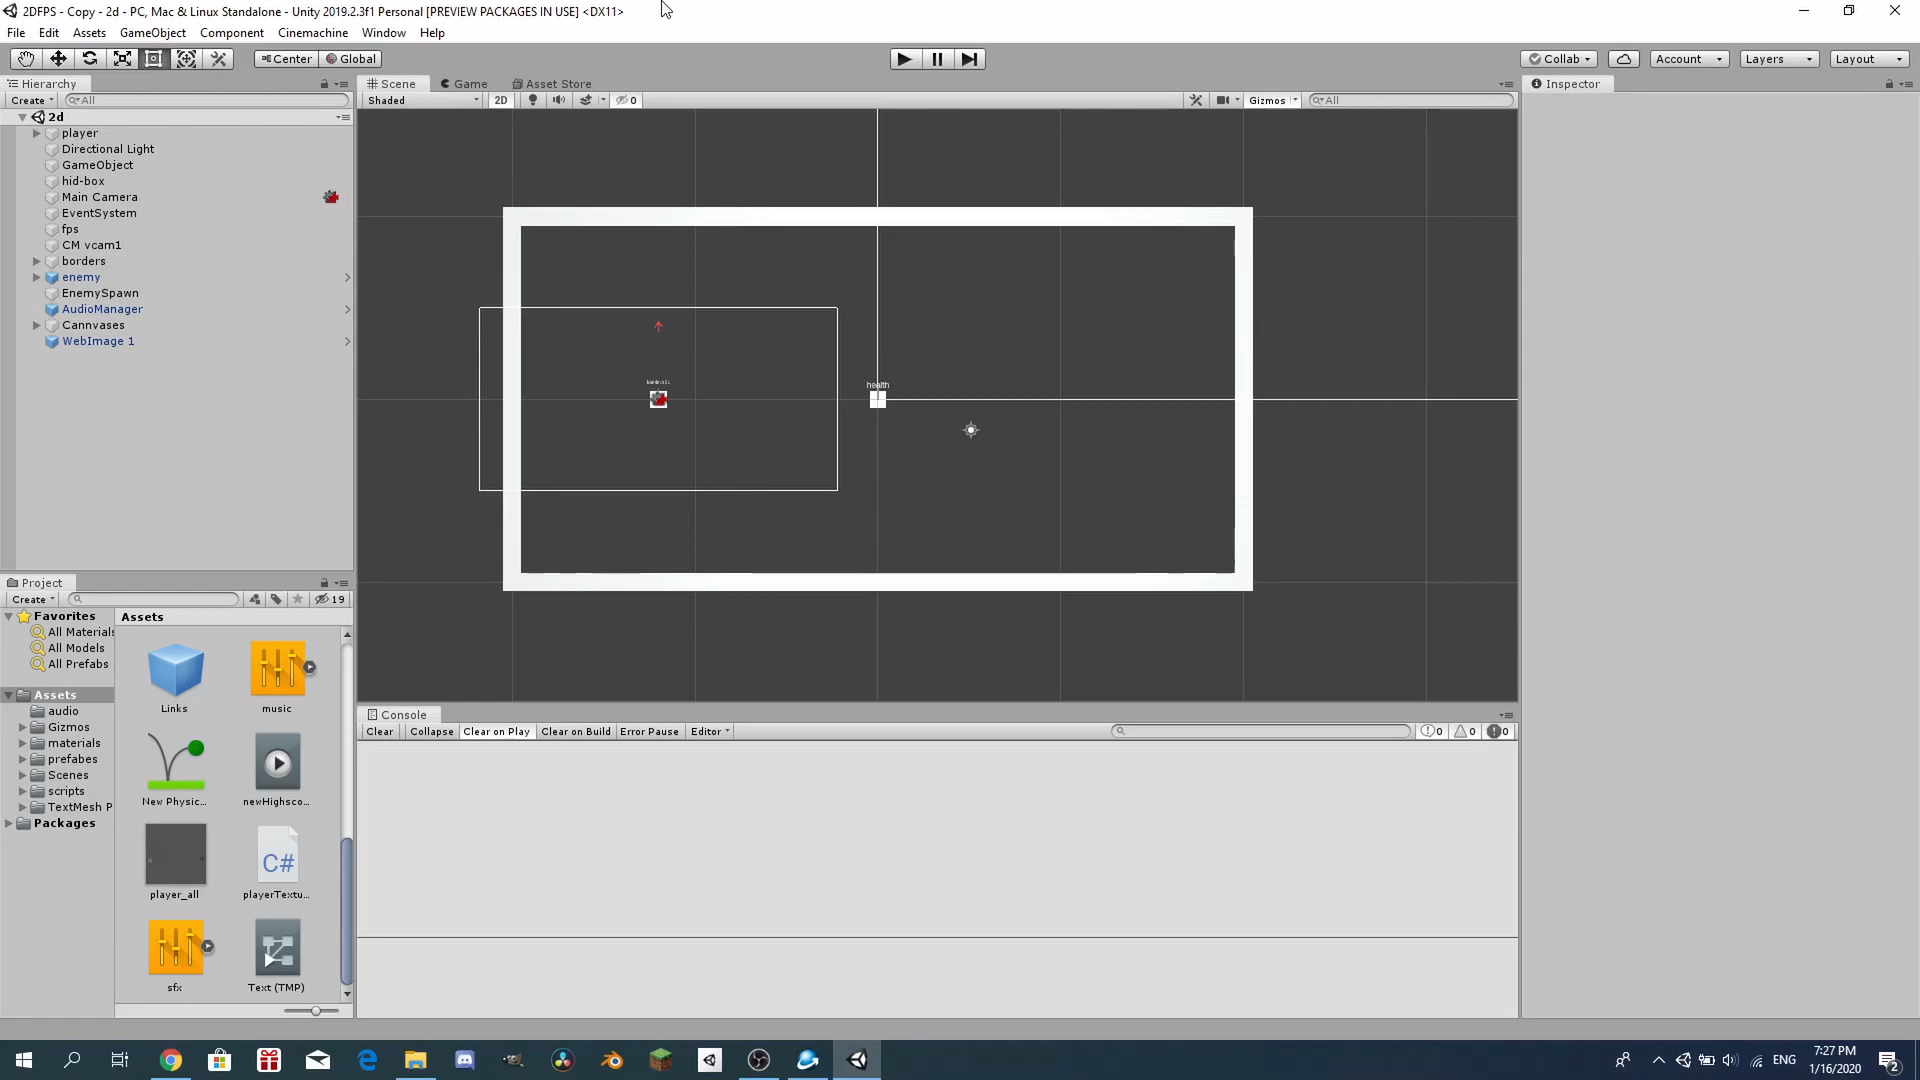 2DFPS - Copy - 2d - PC, Mac & Linux Standalone - Unity 2019.2.3f1 Personal [PREVIEW PACKAGES IN USE] <DX11>
File Edit Assets GameObject Component Cinemachine Window Help
Center Global Collab Account Layers Layout
Hierarchy
Create All
2d
player
Directional Light
GameObject
hid-box
Main Camera
EventSystem
fps
CM vcam1
borders
enemy
EnemySpawn
AudioManager
Cannvases
WebImage 1
Scene Game Asset Store
Shaded 2D 0 Gizmos All
health
Inspector
Project
Create 19
Favorites
All Materials
All Models
All Prefabs
Assets
audio
Gizmos
materials
prefabes
Scenes
scripts
TextMesh P
Packages
Assets
Links music
New Physic... newHighsco...
C#
player_all playerTextu...
sfx Text (TMP)
Console
Clear Collapse Clear on Play Clear on Build Error Pause Editor 0 0 0
ENG
7:27 PM
1/16/2020
2